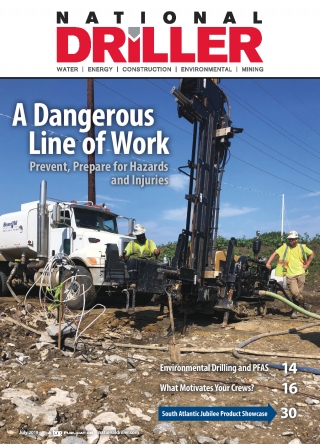 NATIONAL
DRILLER
WATER | ENERGY | CONSTRUCTION | ENVIRONMENTAL | MINING
A Dangerous
Line of Work
Prevent, Prepare for Hazards
and Injuries
Environmental Drilling and PFAS 14
What Motivates Your Crews? 16
South Atlantic Jubilee Product Showcase 30